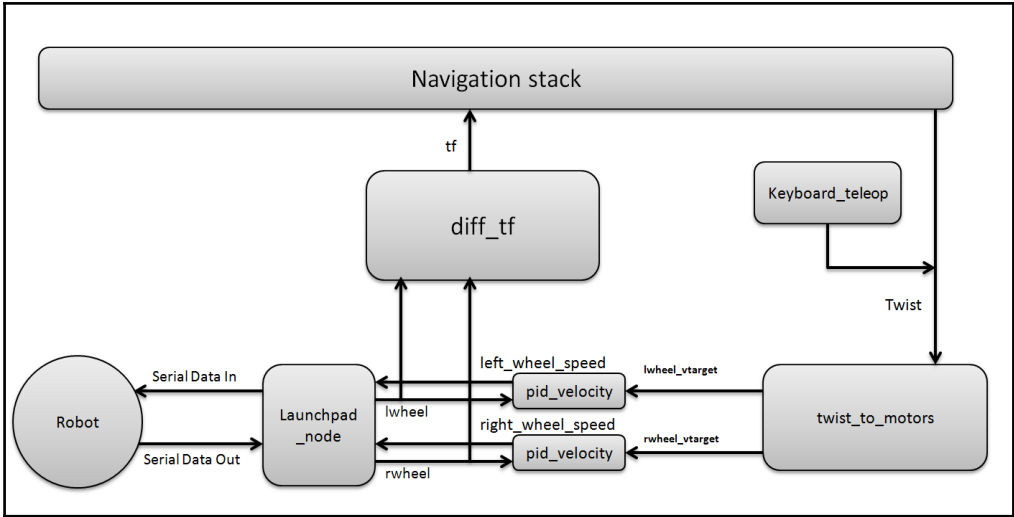 Navigation stack
tf
Keyboard_teleop
diff_tf
Twist
left_wheel_speed
lwheel_vtarget
Serial Data In
pid_velocity
lwheel
Robot
Launchpad
_node
twist_to_motors
right_wheel_speed
rwheel_vtarget
pid_velocity
Serial Data Out
rwheel